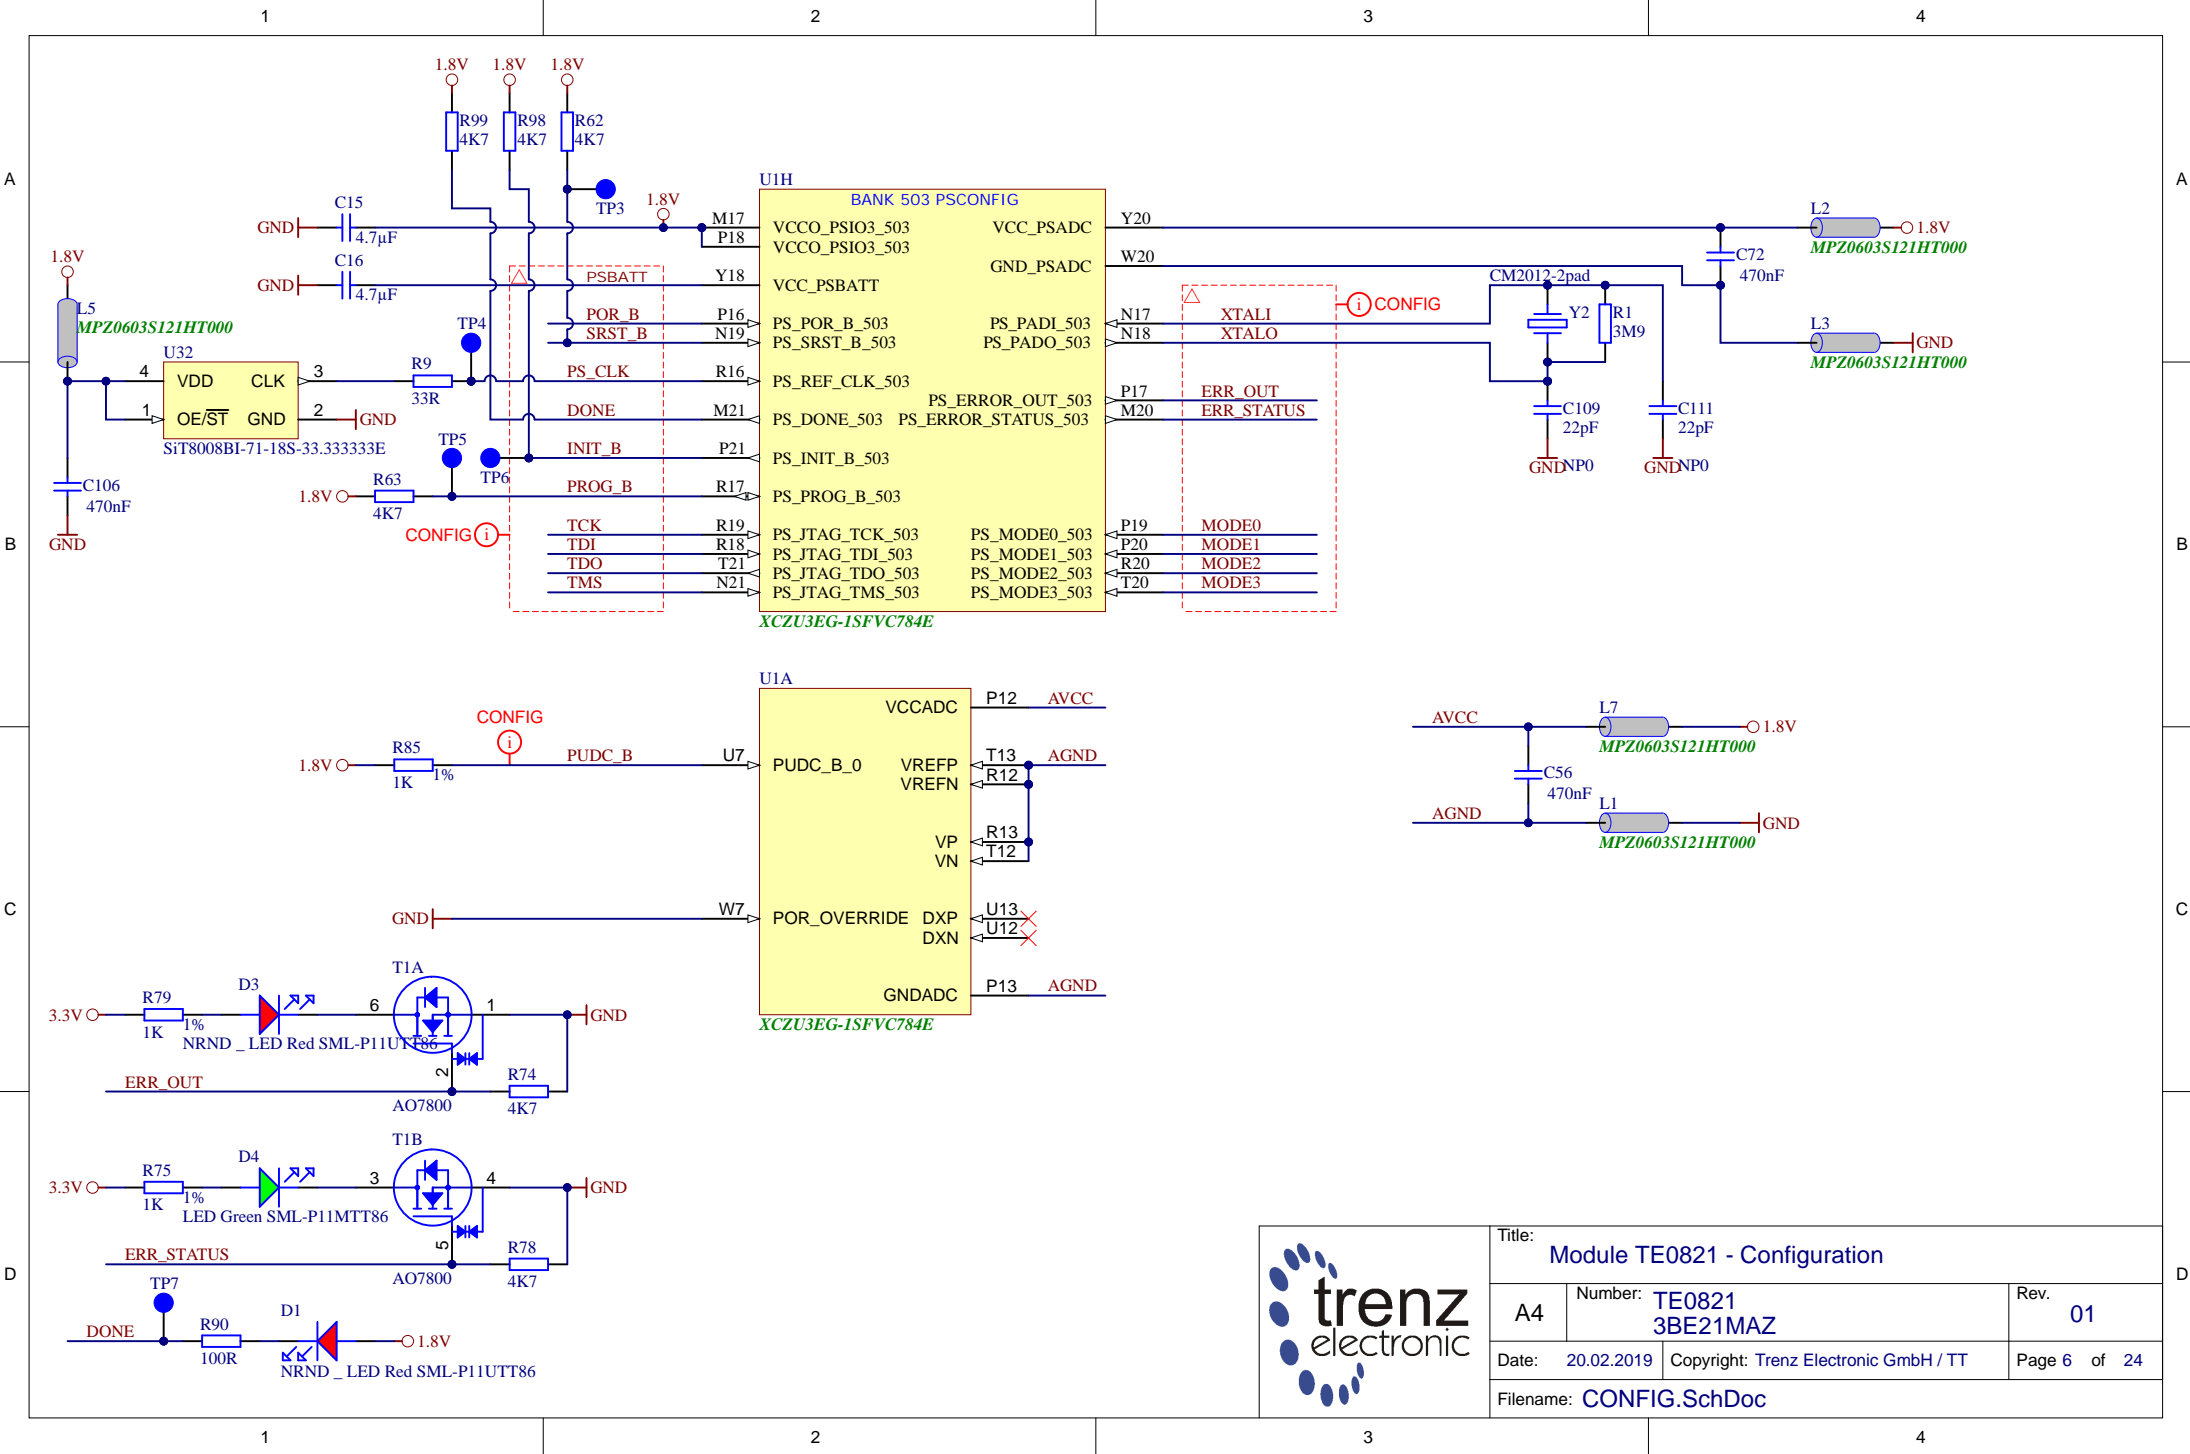 1 2 3 4
A A
B B
C C
D D
1.8V 1.8V 1.8V
R99 4K7
R98 4K7
R62 4K7
TP3
1.8V
C15
GND
4.7µF
C16
GND
4.7µF
PSBATT
POR_B
SRST_B
PS_CLK
DONE
INIT_B
PROG_B
TCK
TDI
TDO
TMS
CONFIG
i
1.8V
L5
MPZ0603S121HT000
U32
4 VDD CLK 3
1 OE/ST GND 2
GND
SiT8008BI-71-18S-33.333333E
C106
470nF
GND
TP4
R9
33R
TP5
TP6
1.8V
R63
4K7
U1H
BANK 503 PSCONFIG
M17 VCCO_PSIO3_503
P18 VCCO_PSIO3_503
Y18 VCC_PSBATT
P16 PS_POR_B_503
N19 PS_SRST_B_503
R16 PS_REF_CLK_503
M21 PS_DONE_503
P21 PS_INIT_B_503
R17 PS_PROG_B_503
R19 PS_JTAG_TCK_503
R18 PS_JTAG_TDI_503
T21 PS_JTAG_TDO_503
N21 PS_JTAG_TMS_503
VCC_PSADC Y20
GND_PSADC W20
PS_PADI_503 N17 XTALI
PS_PADO_503 N18 XTALO
PS_ERROR_OUT_503 P17 ERR_OUT
PS_ERROR_STATUS_503 M20 ERR_STATUS
PS_MODE0_503 P19 MODE0
PS_MODE1_503 P20 MODE1
PS_MODE2_503 R20 MODE2
PS_MODE3_503 T20 MODE3
XCZU3EG-1SFVC784E
i CONFIG
CM2012-2pad
Y2
R1
3M9
C109
22pF
GND NP0
C111
22pF
GND NP0
L2
1.8V
MPZ0603S121HT000
C72
470nF
L3
GND
MPZ0603S121HT000
U1A
VCCADC P12 AVCC
CONFIG
i
1.8V
R85
1K
1%
PUDC_B
U7 PUDC_B_0
VREFP T13 AGND
VREFN R12
VP R13
VN T12
GND
W7 POR_OVERRIDE
DXP U13
DXN U12
GNDADC P13 AGND
XCZU3EG-1SFVC784E
AVCC
L7
1.8V
MPZ0603S121HT000
C56
470nF
AGND
L1
GND
MPZ0603S121HT000
3.3V
R79
1K
1%
D3
NRND _ LED Red SML-P11UTT86
T1A
6 1
2
GND
ERR_OUT
AO7800
R74
4K7
3.3V
R75
1K
1%
D4
LED Green SML-P11MTT86
T1B
3 4
5
GND
ERR_STATUS
AO7800
R78
4K7
TP7
DONE
R90
100R
D1
1.8V
NRND _ LED Red SML-P11UTT86
trenz
electronic
Title:
Module TE0821 - Configuration
A4
Number: TE0821
3BE21MAZ
Rev.
01
Date: 20.02.2019
Copyright: Trenz Electronic GmbH / TT
Page 6 of 24
Filename: CONFIG.SchDoc
1 2 3 4